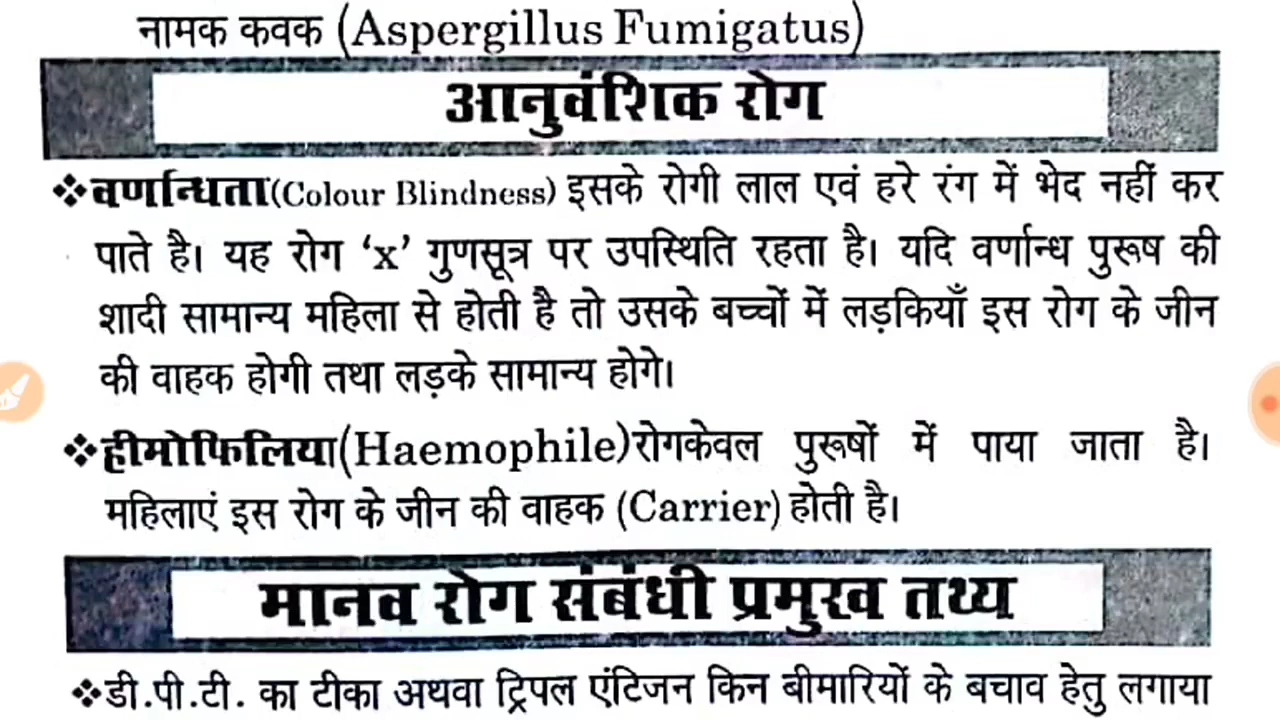 नामक कवक (Aspergillus Fumigatus)
आनुवंशिक रोग
❖वर्णान्धता(Colour Blindness) इसके रोगी लाल एवं हरे रंग में भेद नहीं कर
पाते है। यह रोग ‘x’ गुणसूत्र पर उपस्थिति रहता है। यदि वर्णान्ध पुरूष की
शादी सामान्य महिला से होती है तो उसके बच्चों में लड़कियाँ इस रोग के जीन
की वाहक होगी तथा लड़के सामान्य होगे।
❖हीमोफिलिया(Haemophile)रोगकेवल पुरूषों में पाया जाता है।
महिलाएं इस रोग के जीन की वाहक (Carrier) होती है।
मानव रोग संबंधी प्रमुख तथ्य
❖डी.पी.टी. का टीका अथवा ट्रिपल एंटिजन किन बीमारियों के बचाव हेतु लगाया